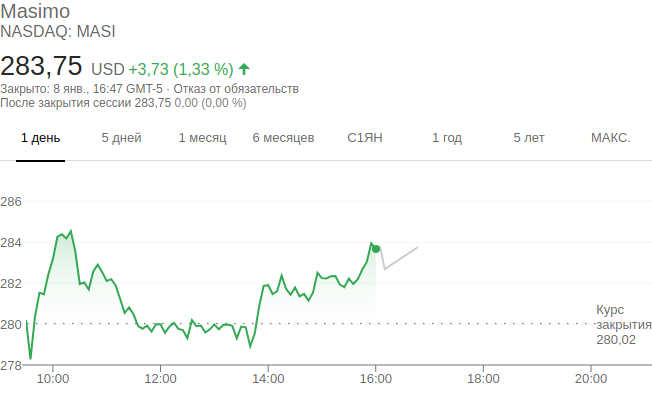 Masimo
NASDAQ: MASI
283,75 USD +3,73 (1,33 %)
Закрыто: 8 янв., 16:47 GMT-5 · Отказ от обязательств
После закрытия сессии 283,75 0,00 (0,00 %)
1 день 5 дней 1 месяц 6 месяцев С1ЯН 1 год 5 лет МАКС.
286
284
282
280
278
Курс
закрытия
280,02
10:00 12:00 14:00 16:00 18:00 20:00